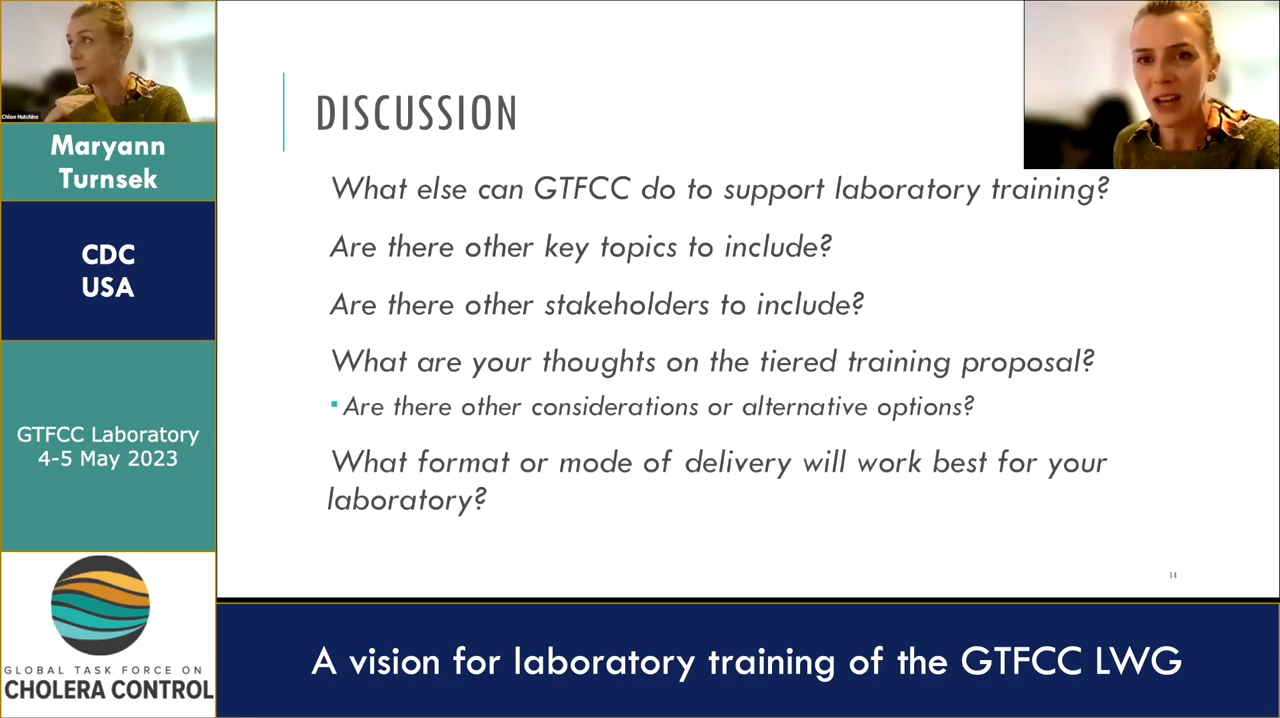 Chloe Hutchins
Maryann
Turnsek
CDC
USA
GTFCC Laboratory
4-5 May 2023
GLOBAL TASK FORCE ON
CHOLERA CONTROL
DISCUSSION
What else can GTFCC do to support laboratory training?
Are there other key topics to include?
Are there other stakeholders to include?
What are your thoughts on the tiered training proposal?
▪ Are there other considerations or alternative options?
What format or mode of delivery will work best for your
laboratory?
14
A vision for laboratory training of the GTFCC LWG